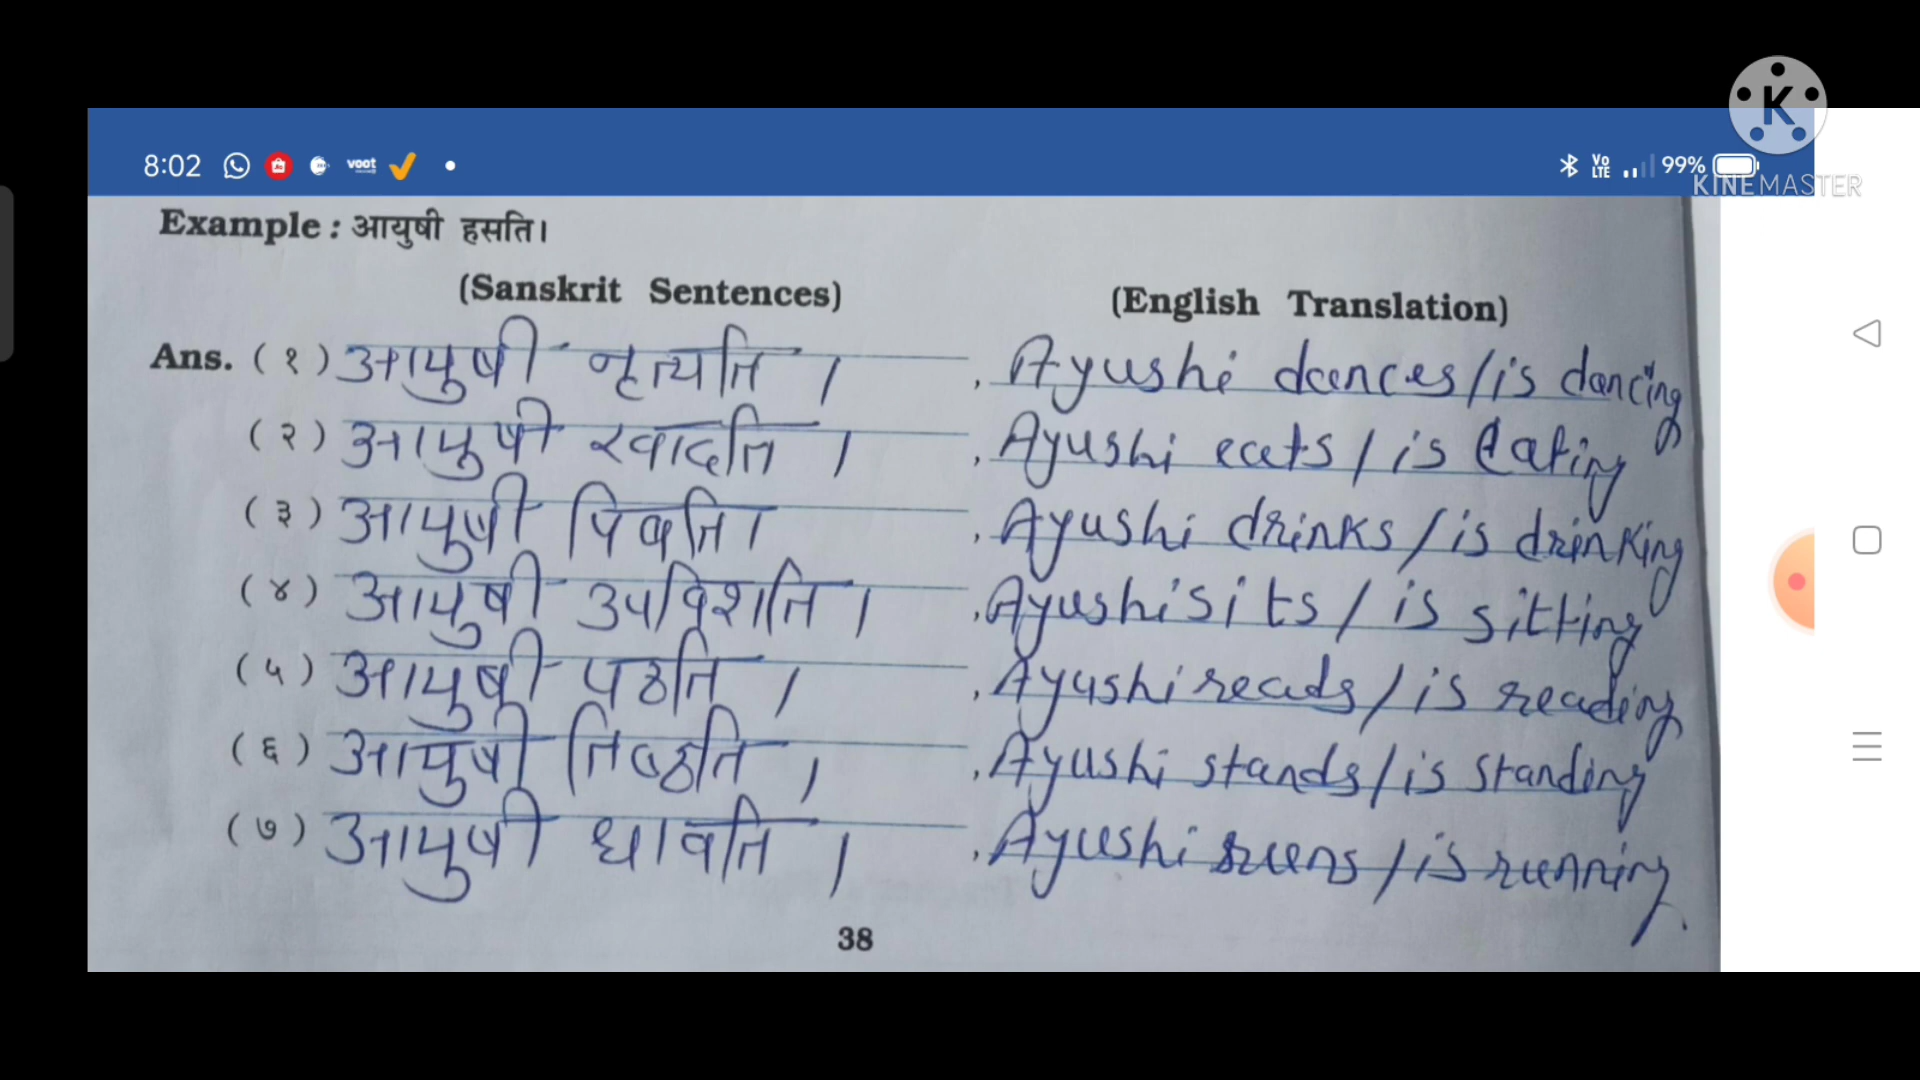 8:02 voot VoLTE 99%
KINEMASTER
Example : आयुषी हसति।
(Sanskrit Sentences) (English Translation)
Ans. (१) आयुषी नृत्यति । , Ayushi dances/is dancing
(२) आयुषी खादति । , Ayushi eats / is Eating
(३) आयुषी पिबति। , Ayushi drinks / is drinking
(४) आयुषी उपविशति । , Ayushi sits / is sitting
(५) आयुषी पठति । , Ayushi reads / is reading
(६) आयुषी तिष्ठति । , Ayushi stands / is standing
(७) आयुषी धावति । , Ayushi runs / is running.
38